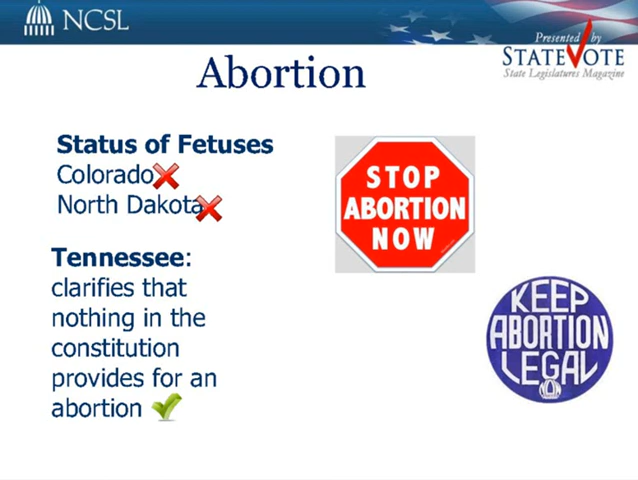 NCSL
Presented by
STATEVOTE
State Legislatures Magazine
Abortion
Status of Fetuses
Colorado
North Dakota
Tennessee:
clarifies that
nothing in the
constitution
provides for an
abortion
STOP
ABORTION
NOW
KEEP
ABORTION
LEGAL
NOW